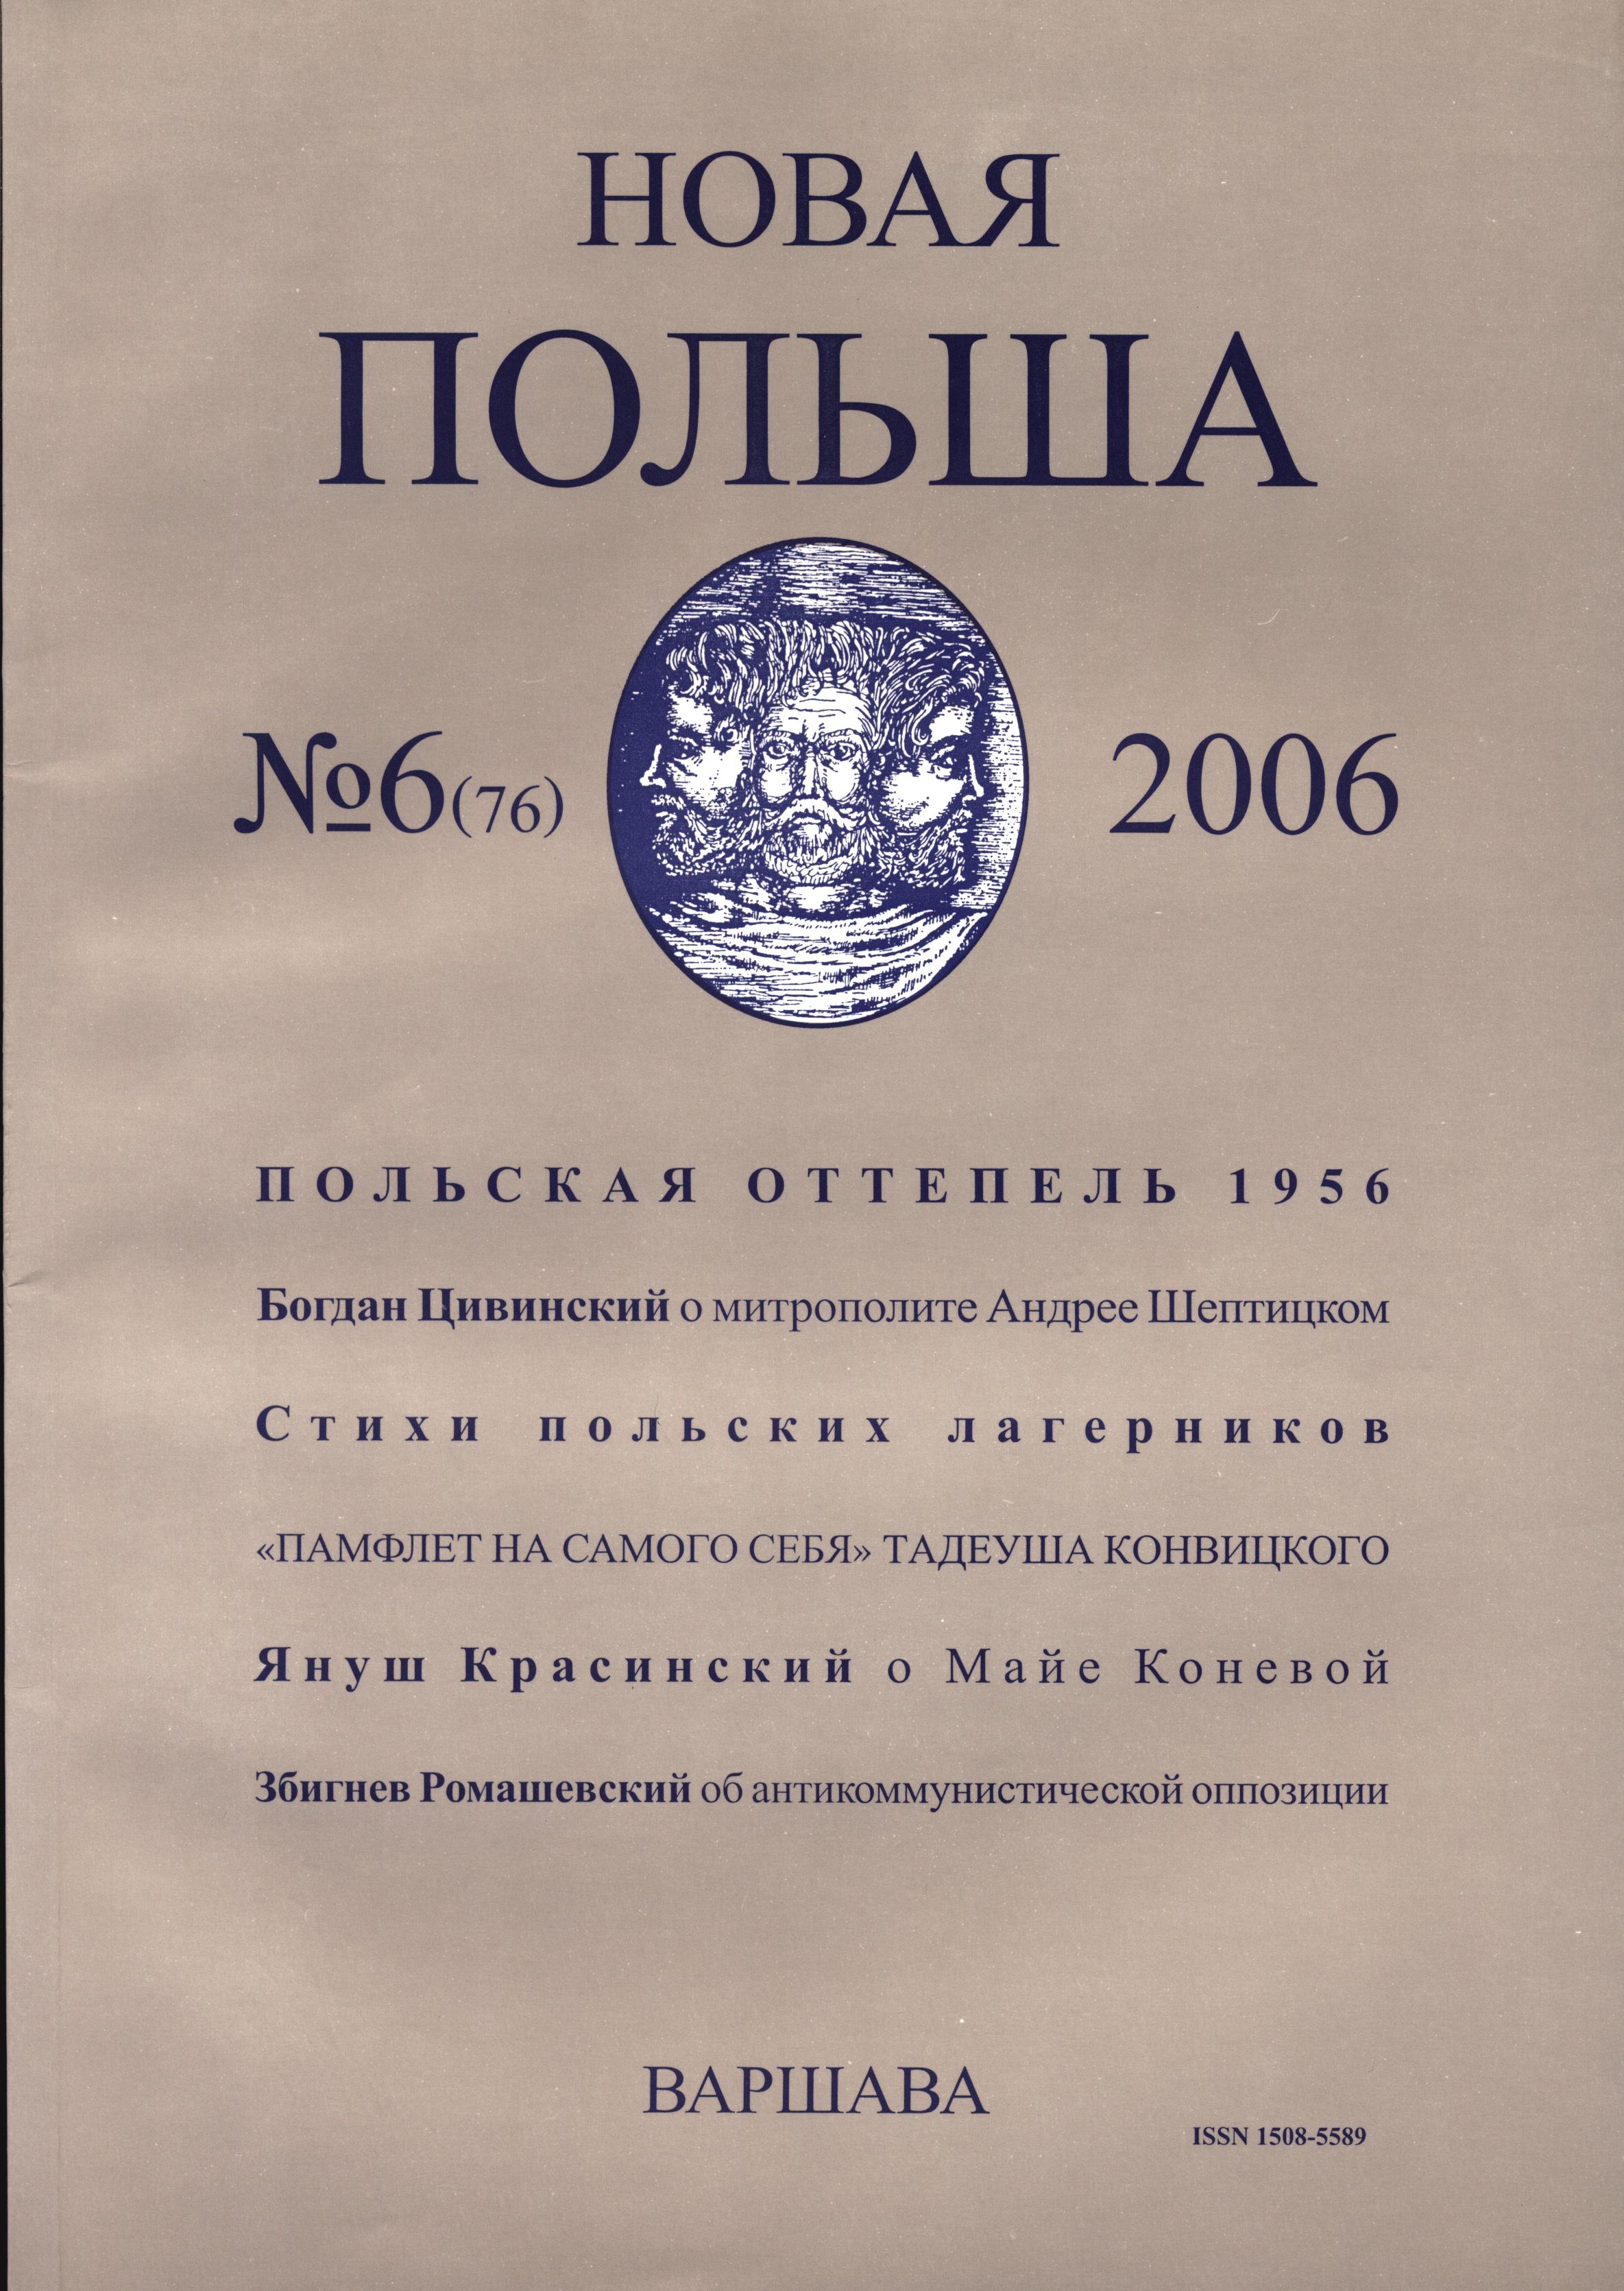 НОВАЯ
ПОЛЬША
№6(76) 2006
ПОЛЬСКАЯ ОТТЕПЕЛЬ 1956
Богдан Цивинский о митрополите Андрее Шептицком
Стихи польских лагерников
«ПАМФЛЕТ НА САМОГО СЕБЯ» ТАДЕУША КОНВИЦКОГО
Януш Красинский о Майе Коневой
Збигнев Ромашевский об антикоммунистической оппозиции
ВАРШАВА
ISSN 1508-5589